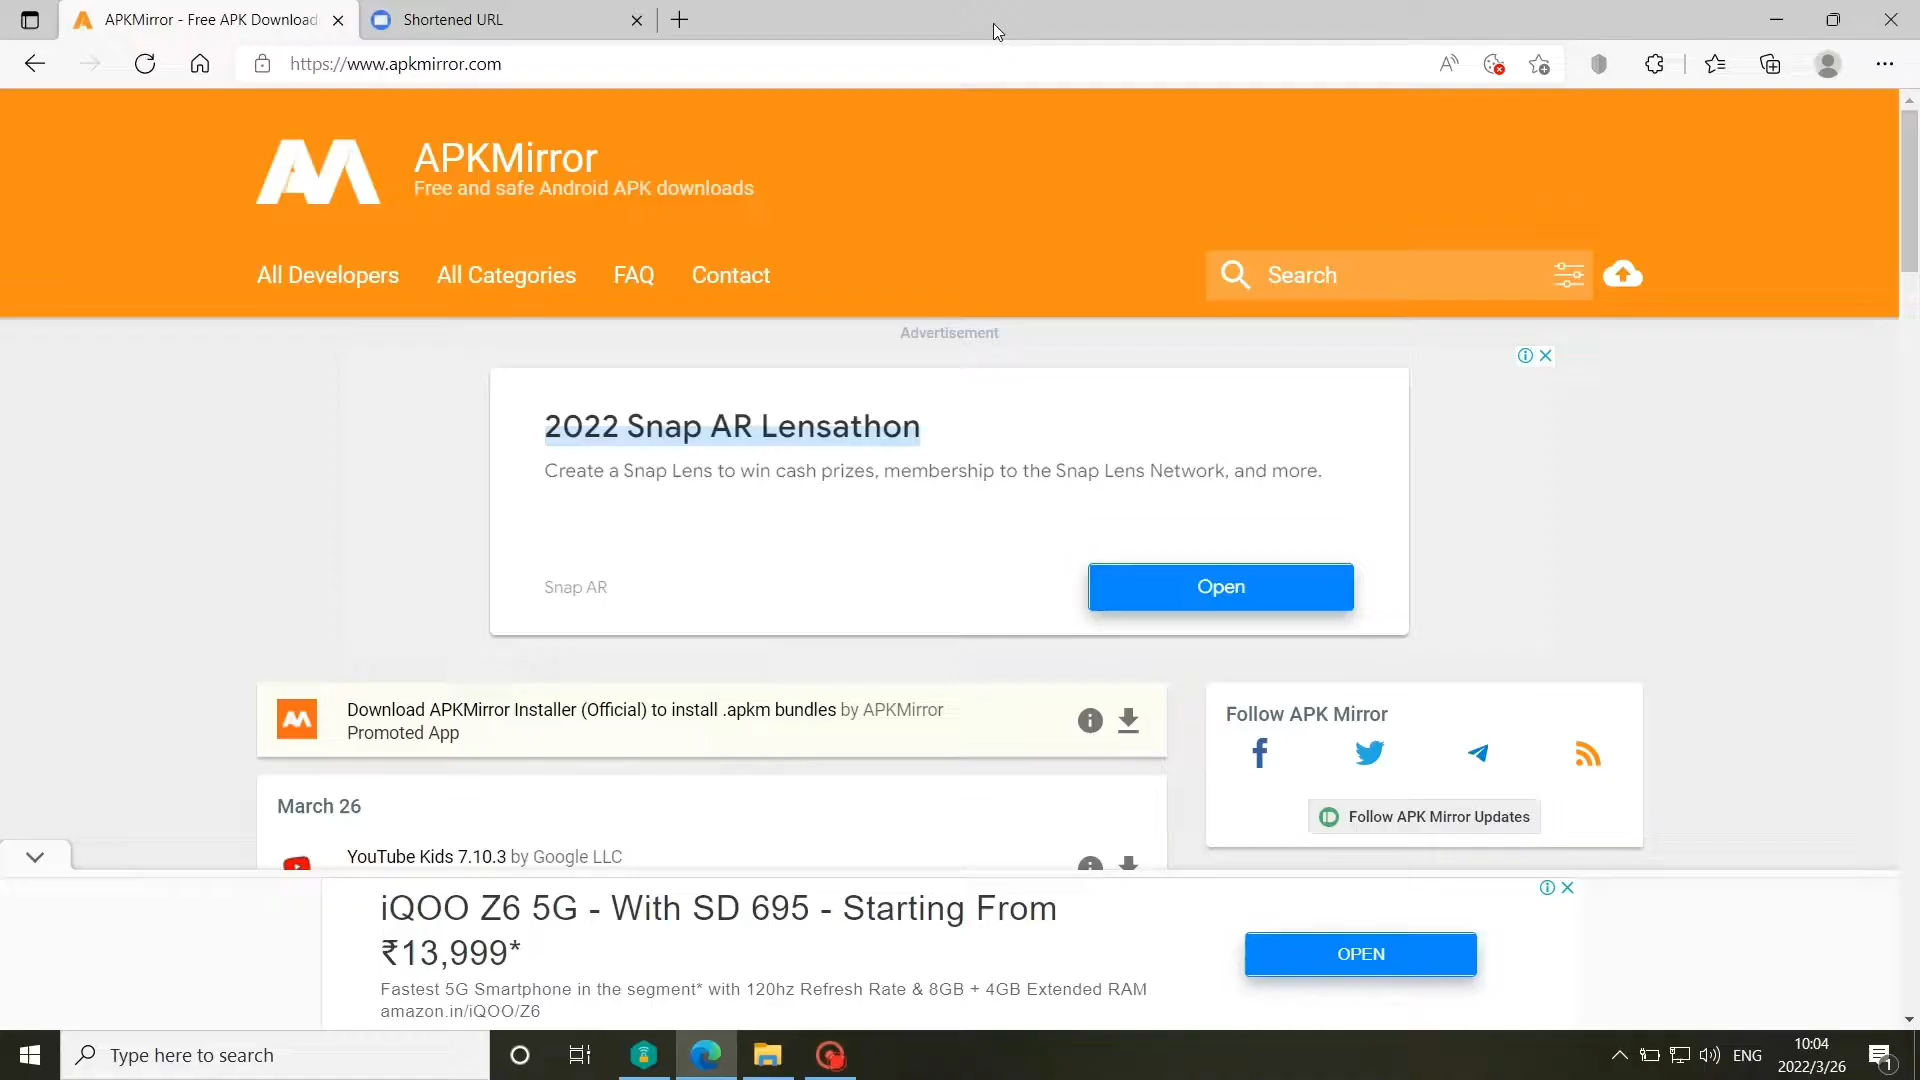 APKMirror - Free APK Download
Shortened URL
https://www.apkmirror.com
APKMirror
Free and safe Android APK downloads
All Developers
All Categories
FAQ
Contact
Search
Advertisement
2022 Snap AR Lensathon
Create a Snap Lens to win cash prizes, membership to the Snap Lens Network, and more.
Snap AR
Open
Download APKMirror Installer (Official) to install .apkm bundles by APKMirror
Promoted App
Follow APK Mirror
Follow APK Mirror Updates
March 26
YouTube Kids 7.10.3 by Google LLC
iQOO Z6 5G - With SD 695 - Starting From
₹13,999*
Fastest 5G Smartphone in the segment* with 120hz Refresh Rate & 8GB + 4GB Extended RAM
amazon.in/iQOO/Z6
OPEN
Type here to search
ENG
10:04
2022/3/26
1